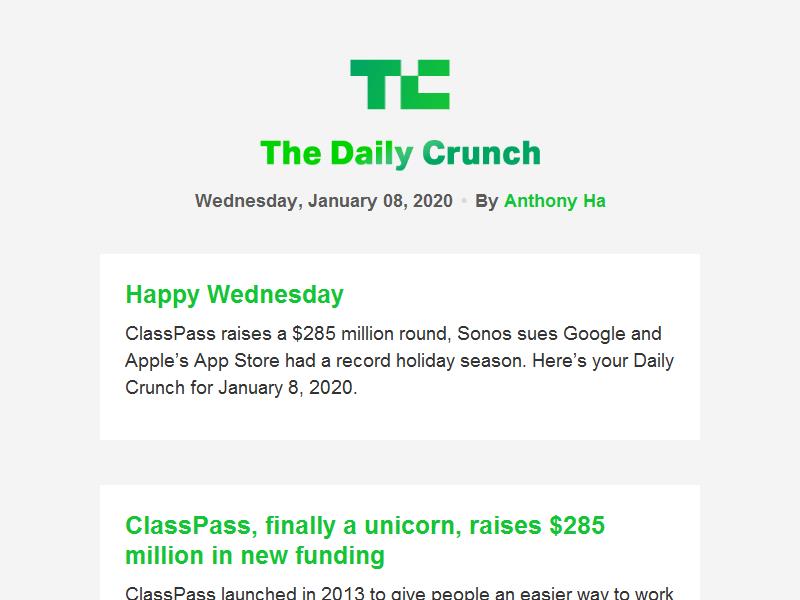 TC
The Daily Crunch
Wednesday, January 08, 2020 • By Anthony Ha
Happy Wednesday
ClassPass raises a $285 million round, Sonos sues Google and
Apple’s App Store had a record holiday season. Here’s your Daily
Crunch for January 8, 2020.
ClassPass, finally a unicorn, raises $285
million in new funding
ClassPass launched in 2013 to give people an easier way to work